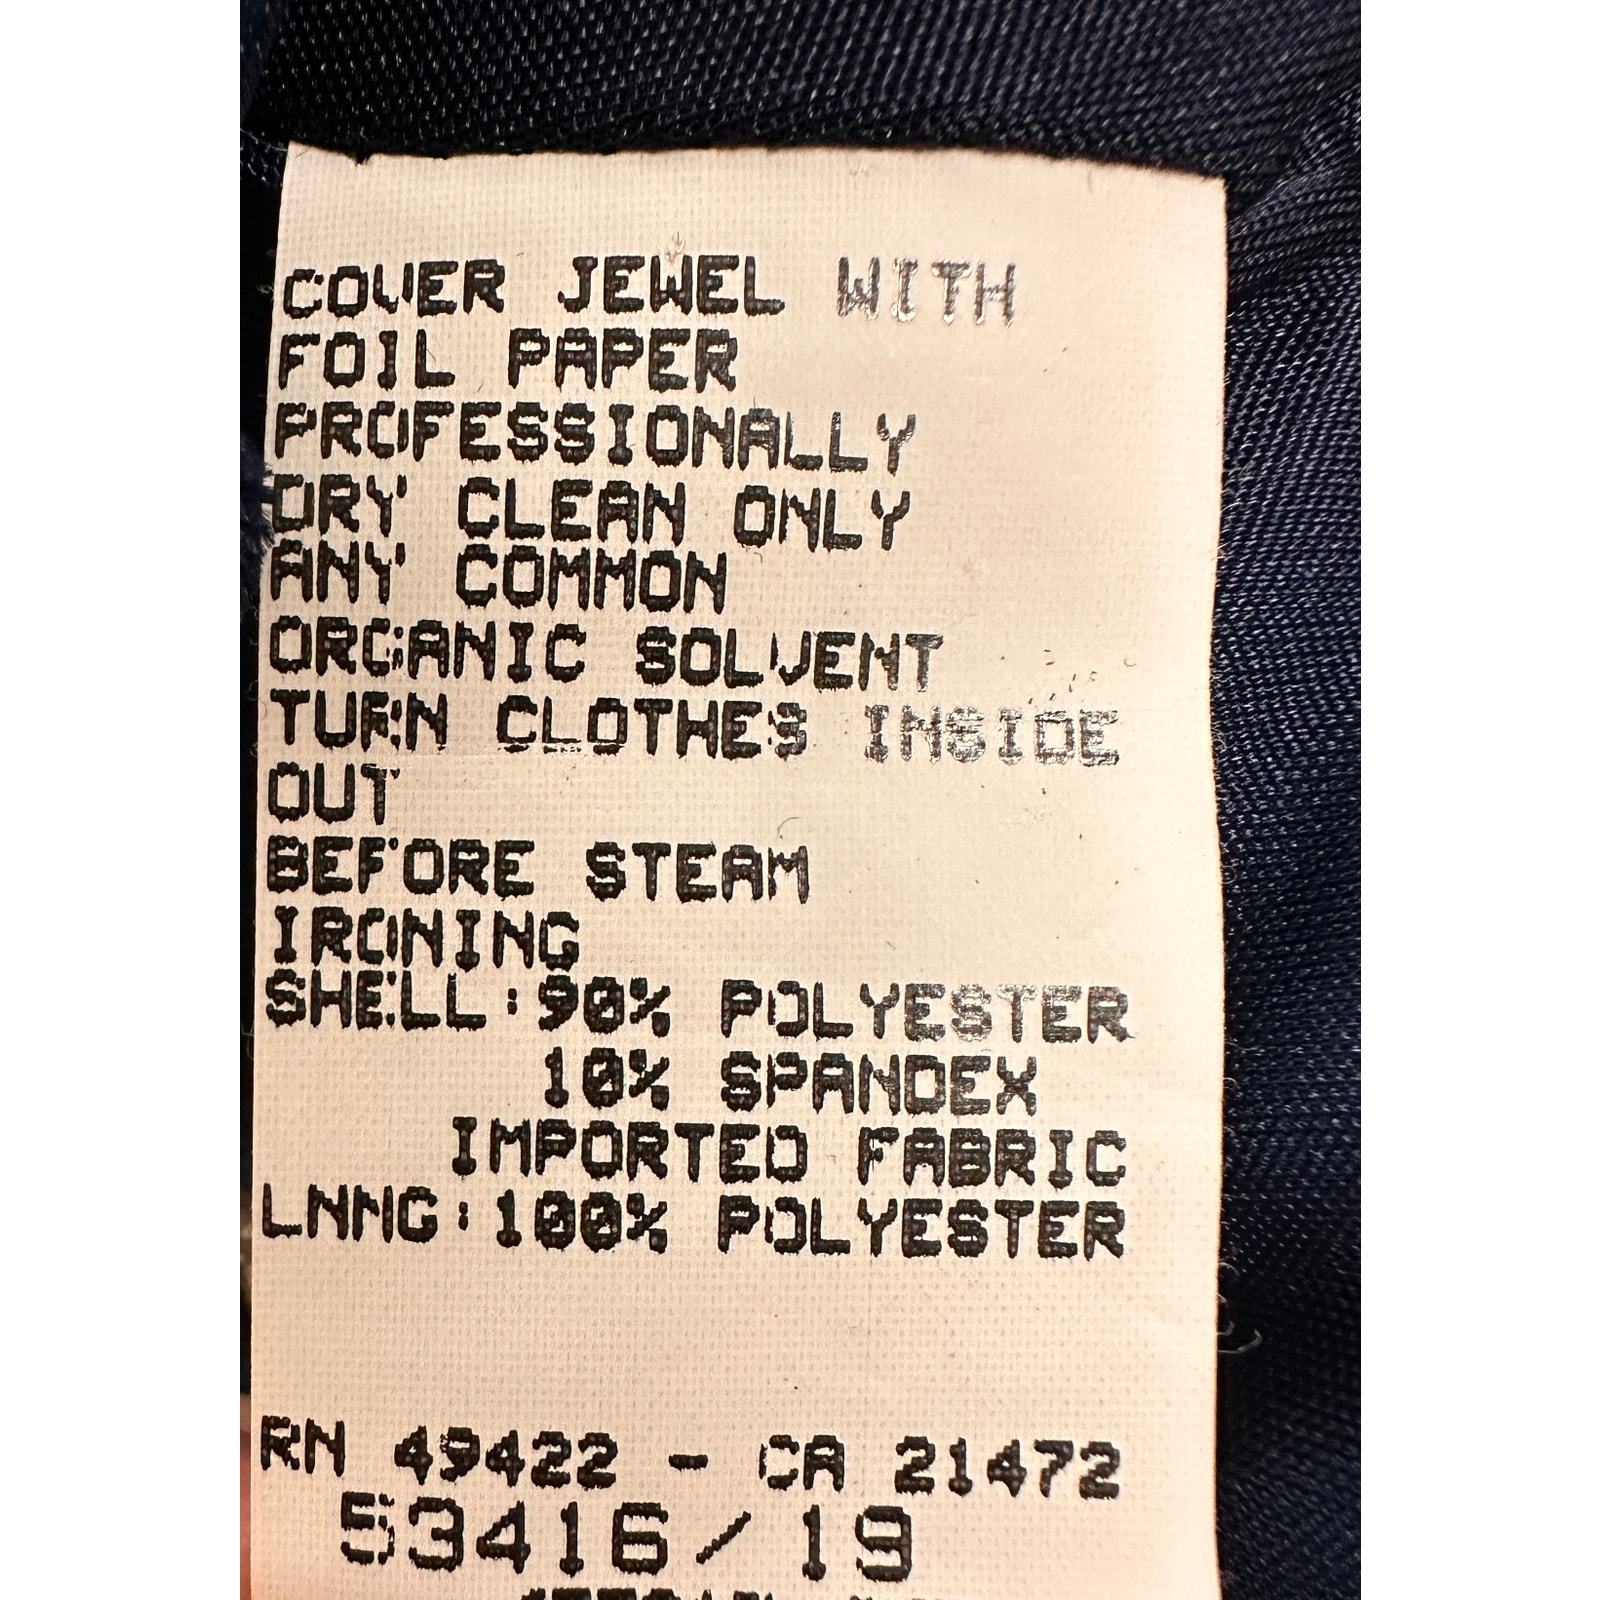 COVER JEWEL WITH
FOIL PAPER
PROFESSIONALLY
DRY CLEAN ONLY
ANY COMMON
ORGANIC SOLVENT
TURN CLOTHES INSIDE
OUT
BEFORE STEAM
IRONING
SHELL:90% POLYESTER
10% SPANDEX
IMPORTED FABRIC
LNNG:100% POLYESTER
RN 49422 - CA 21472
53416/19